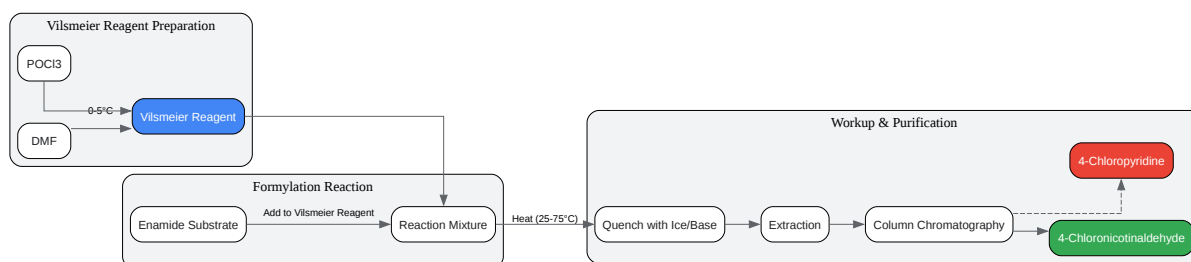 Vilsmeier Reagent Preparation
POCl3
0-5°C
Vilsmeier Reagent
DMF
Formylation Reaction
Enamide Substrate
Add to Vilsmeier Reagent
Reaction Mixture
Heat (25-75°C)
Workup & Purification
Quench with Ice/Base
Extraction
Column Chromatography
4-Chloropyridine
4-Chloronicotinaldehyde